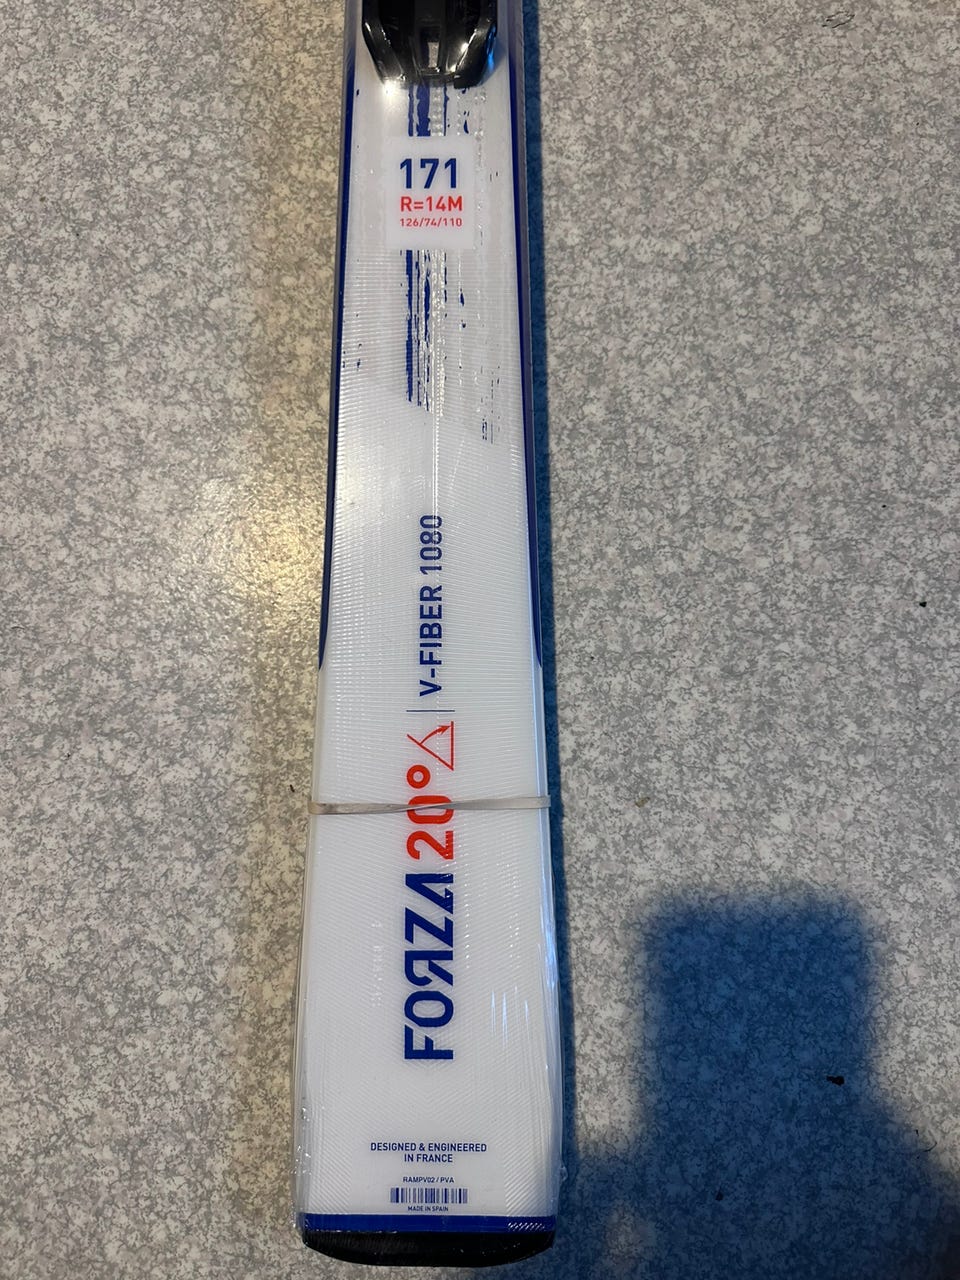 171
R=14M
126/74/110
FORZA 20° | V-FIBER 1080
DESIGNED & ENGINEERED
IN FRANCE
RAMPV02 / PVA
MADE IN SPAIN